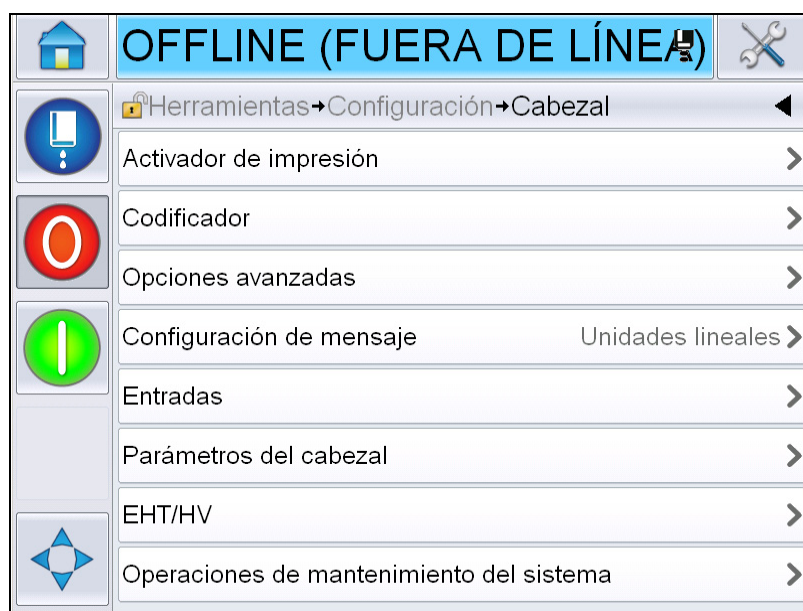 OFFLINE (FUERA DE LÍNEA)
Herramientas→Configuración→Cabezal
Activador de impresión
Codificador
Opciones avanzadas
Configuración de mensaje Unidades lineales
Entradas
Parámetros del cabezal
EHT/HV
Operaciones de mantenimiento del sistema